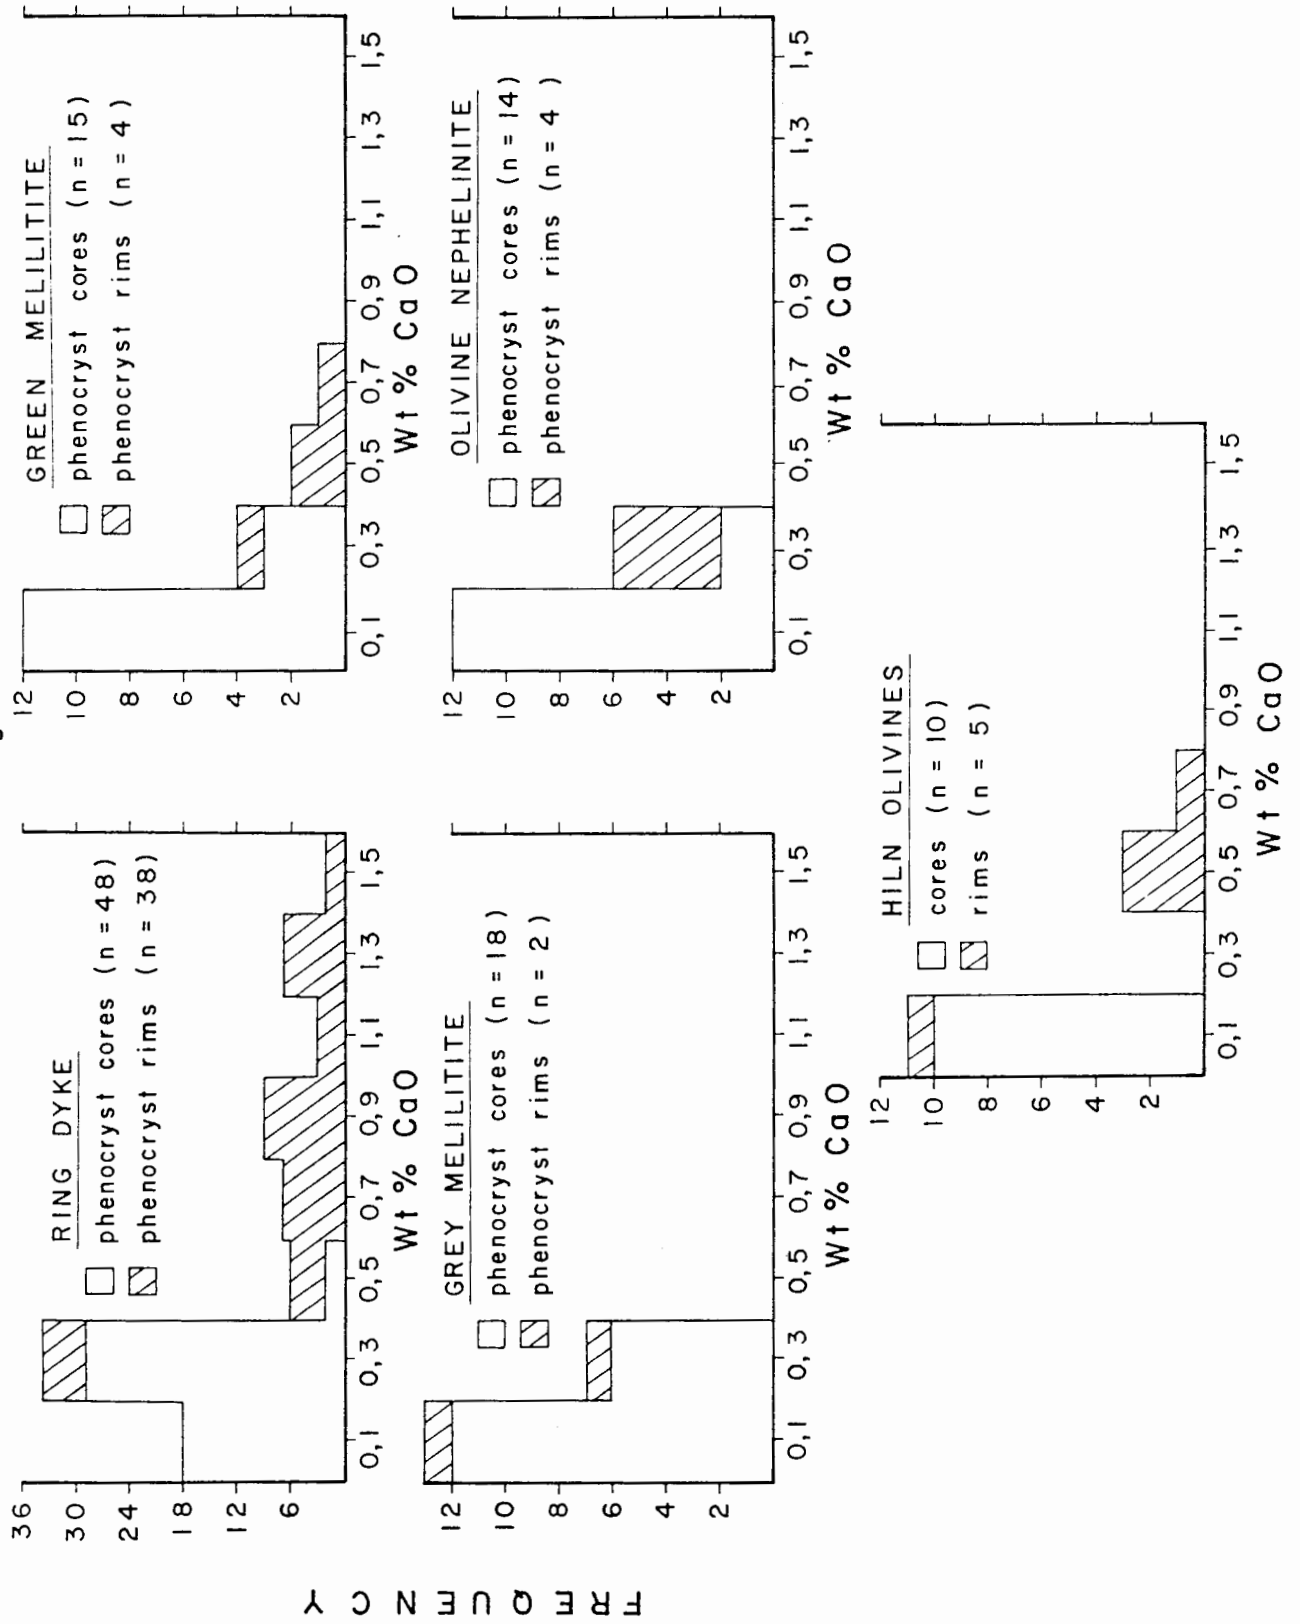 FREQUENCY
RING DYKE
phenocryst cores (n = 48)
phenocryst rims (n = 38)
36
30
24
18
12
6
0,1 0,3 0,5 0,7 0,9 1,1 1,3 1,5
Wt % CaO
GREEN MELILITITE
phenocryst cores (n = 15)
phenocryst rims (n = 4)
12
10
8
6
4
2
0,1 0,3 0,5 0,7 0,9 1,1 1,3 1,5
Wt % CaO
GREY MELILITITE
phenocryst cores (n = 18)
phenocryst rims (n = 2)
12
10
8
6
4
2
0,1 0,3 0,5 0,7 0,9 1,1 1,3 1,5
Wt % CaO
OLIVINE NEPHELINITE
phenocryst cores (n = 14)
phenocryst rims (n = 4)
12
10
8
6
4
2
0,1 0,3 0,5 0,7 0,9 1,1 1,3 1,5
Wt % CaO
HILN OLIVINES
cores (n = 10)
rims (n = 5)
12
10
8
6
4
2
0,1 0,3 0,5 0,7 0,9 1,1 1,3 1,5
Wt % CaO